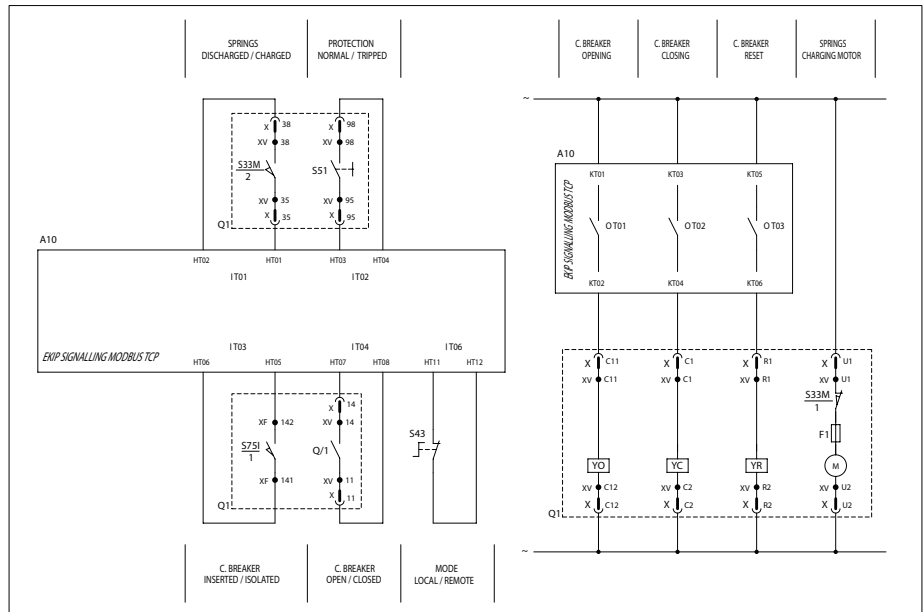 SPRINGS
DISCHARGED / CHARGED
PROTECTION
NORMAL / TRIPPED
X 38
XV 38
S33M
2
XV 35
X 35
Q1
X 98
XV 98
S51
XV 95
X 95
A10
HT02 HT01 HT03 HT04
IT01 IT02
IT03 IT04 IT06
EKIP SIGNALLING MODBUS TCP
HT06 HT05 HT07 HT08 HT11 HT12
XF 142
S75I
1
XF 141
Q1
X 14
XV 14
Q/1
XV 11
X 11
S43
C. BREAKER
INSERTED / ISOLATED
C. BREAKER
OPEN / CLOSED
MODE
LOCAL / REMOTE
C. BREAKER
OPENING
C. BREAKER
CLOSING
C. BREAKER
RESET
SPRINGS
CHARGING MOTOR
~
A10
KT01 KT03 KT05
EKIP SIGNALLING MODBUS TCP
OT01 OT02 OT03
KT02 KT04 KT06
X C11 X C1 X R1 X U1
XV C11 XV C1 XV R1 XV U1
S33M
1
F1
YO YC YR M
XV C12 XV C2 XV R2 XV U2
X C12 X C2 X R2 X U2
Q1
~